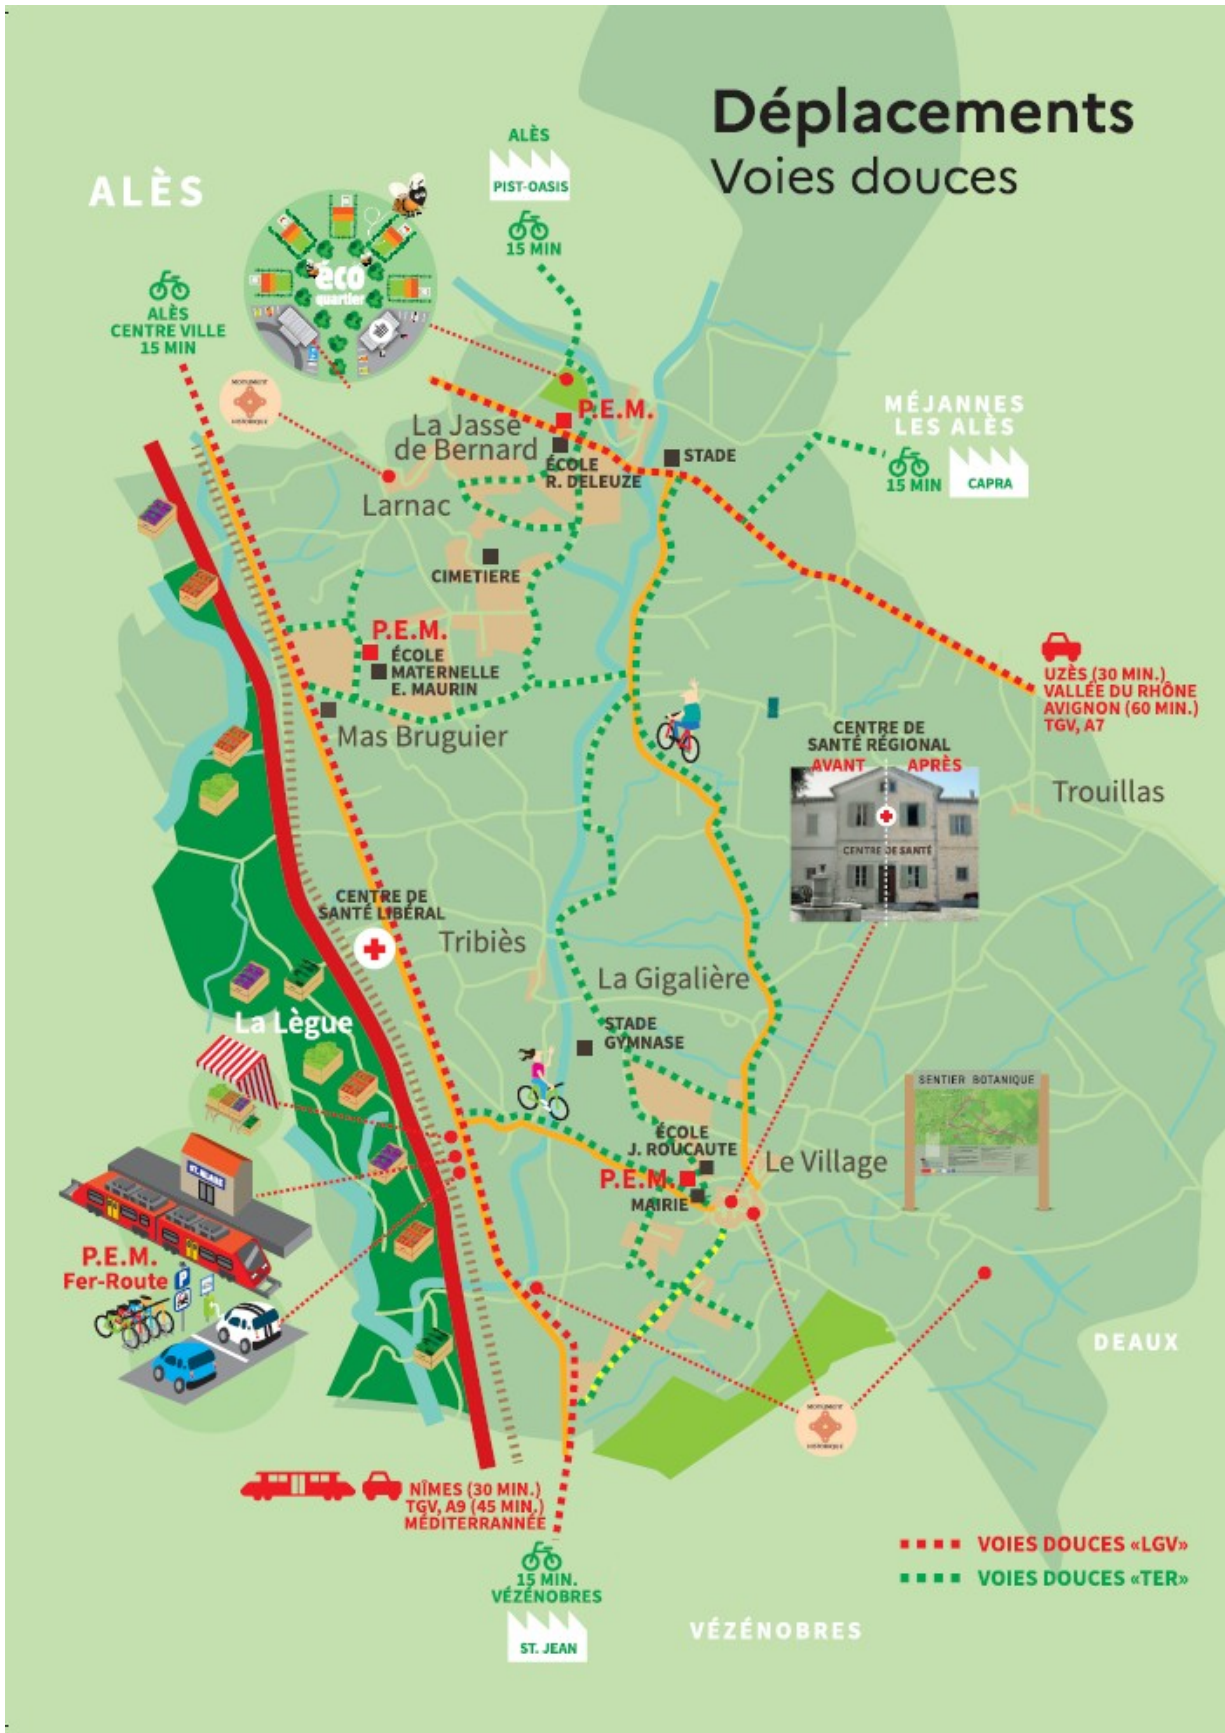 Déplacements
Voies douces
ALÈS
PIST-OASIS
15 MIN
ALÈS
éco
quartier
ALÈS
CENTRE VILLE
15 MIN
MONUMENT
HISTORIQUE
MÉJANNES
LES ALÈS
15 MIN
CAPRA
La Jasse
de Bernard
P.E.M.
ÉCOLE
R. DELEUZE
STADE
Larnac
CIMETIERE
P.E.M.
ÉCOLE
MATERNELLE
E. MAURIN
Mas Bruguier
UZÈS (30 MIN.)
VALLÉE DU RHÔNE
AVIGNON (60 MIN.)
TGV, A7
CENTRE DE
SANTÉ RÉGIONAL
AVANT
APRÈS
CENTRE DE SANTÉ
Trouillas
CENTRE DE
SANTÉ LIBÉRAL
Tribiès
La Gigalière
La Lègue
STADE
GYMNASE
SENTIER BOTANIQUE
ÉCOLE
J. ROUCAUTE
P.E.M.
MAIRIE
Le Village
ST. HILAIRE
P.E.M.
Fer-Route
P
DEAUX
MONUMENT
HISTORIQUE
NÎMES (30 MIN.)
TGV, A9 (45 MIN.)
MÉDITERRANNÉE
15 MIN.
VÉZÉNOBRES
ST. JEAN
VOIES DOUCES «LGV»
VOIES DOUCES «TER»
VÉZÉNOBRES